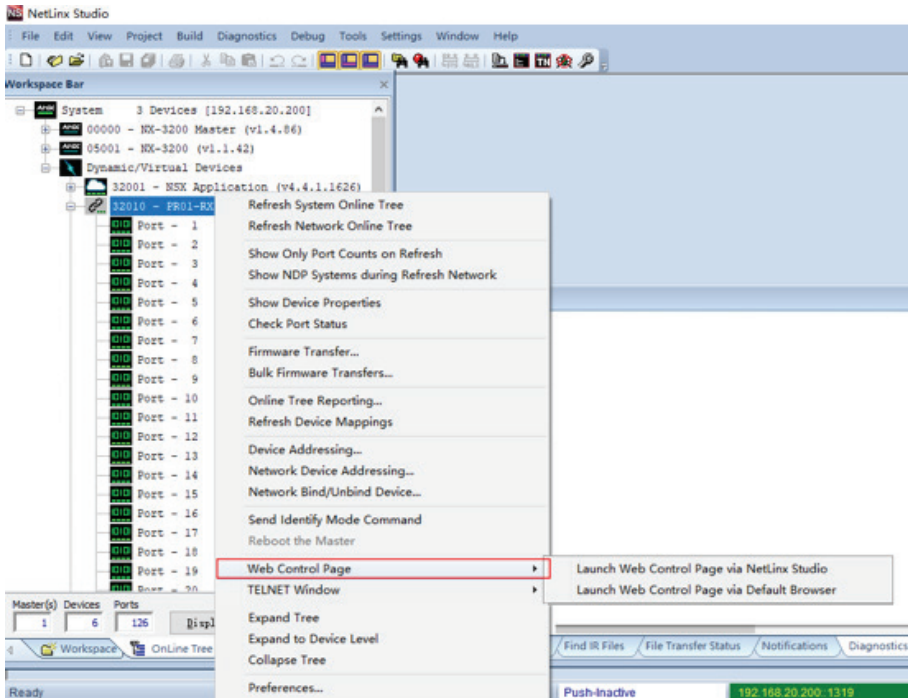 NS NetLinx Studio
File Edit View Project Build Diagnostics Debug Tools Settings Window Help
Workspace Bar
System 3 Devices [192.168.20.200]
00000 - NX-3200 Master (v1.4.86)
05001 - NX-3200 (v1.1.42)
Dynamic/Virtual Devices
32001 - NSX Application (v4.4.1.1626)
32010 - PR01-RX
Port - 1
Port - 2
Port - 3
Port - 4
Port - 5
Port - 6
Port - 7
Port - 8
Port - 9
Port - 10
Port - 11
Port - 12
Port - 13
Port - 14
Port - 15
Port - 16
Port - 17
Port - 18
Port - 19
Port - 20
Refresh System Online Tree
Refresh Network Online Tree
Show Only Port Counts on Refresh
Show NDP Systems during Refresh Network
Show Device Properties
Check Port Status
Firmware Transfer...
Bulk Firmware Transfers...
Online Tree Reporting...
Refresh Device Mappings
Device Addressing...
Network Device Addressing...
Network Bind/Unbind Device...
Send Identify Mode Command
Reboot the Master
Web Control Page
TELNET Window
Expand Tree
Expand to Device Level
Collapse Tree
Preferences...
Launch Web Control Page via NetLinx Studio
Launch Web Control Page via Default Browser
Master(s) Devices Ports
1 6 126 Displ
Workspace OnLine Tree
Find IR Files File Transfer Status Notifications Diagnostics
Ready
Push-Inactive 192.168.20.200::1319